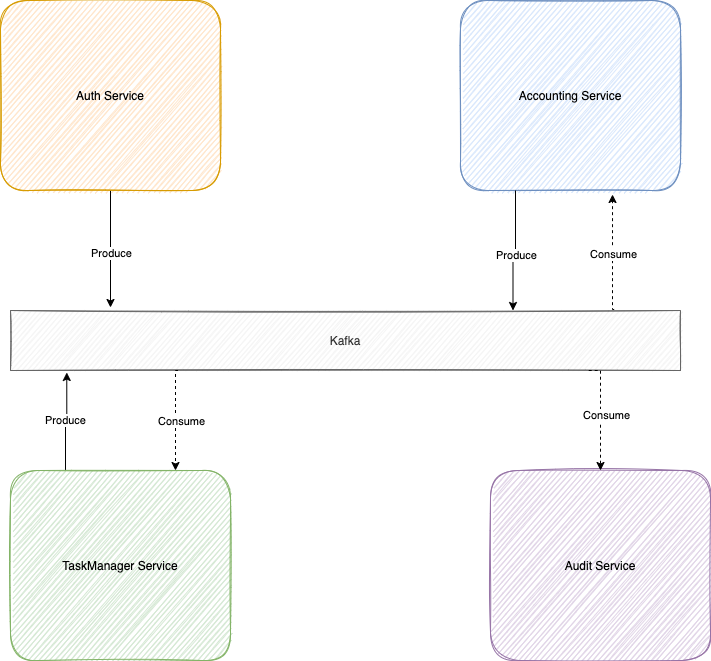 Auth Service
Accounting Service
Produce
Produce
Consume
Kafka
Produce
Consume
Consume
TaskManager Service
Audit Service